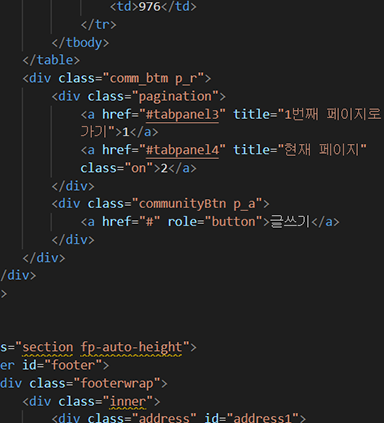 <td>976</td>
</tr>
</tbody>
</table>
<div class="comm_btm p_r">
<div class="pagination">
<a href="#tabpanel3" title="1번째 페이지로
가기">1</a>
<a href="#tabpanel4" title="현재 페이지"
class="on">2</a>
</div>
<div class="communityBtn p_a">
<a href="#" role="button">글쓰기</a>
</div>
</div>
/div>
>
s="section fp-auto-height">
er id="footer">
div class="footerwrap">
<div class="inner">
<div class="address" id="address1">